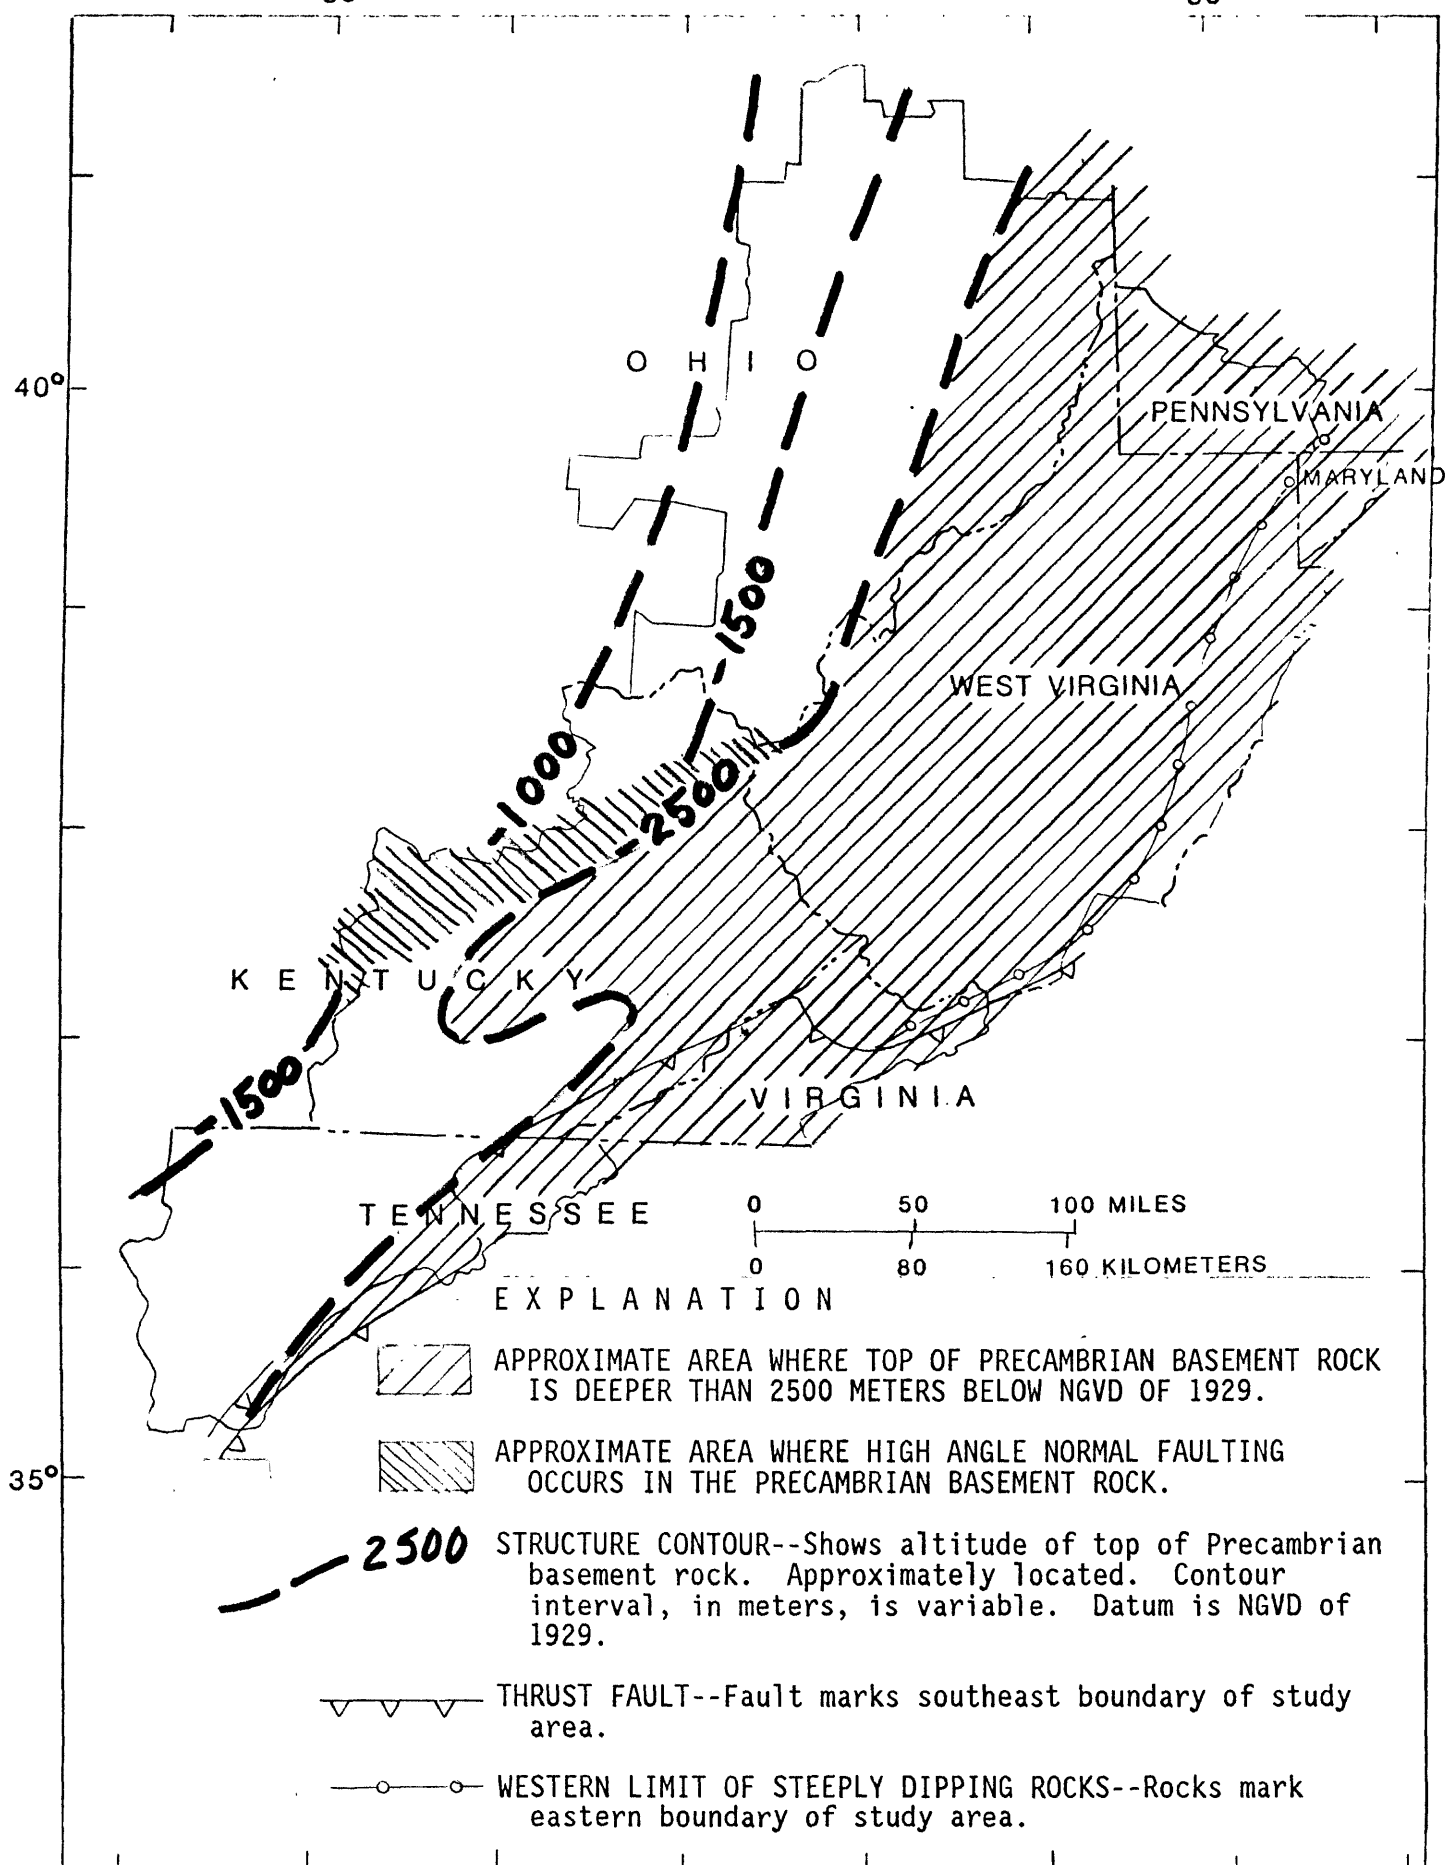 O H I O
40°
PENNSYLVANIA
MARYLAND
-1500
WEST VIRGINIA
-1000
-2500
K E N T U C K Y
-1500
VIRGINIA
TENNESSEE
0 50 100 MILES
0 80 160 KILOMETERS
EXPLANATION
APPROXIMATE AREA WHERE TOP OF PRECAMBRIAN BASEMENT ROCK
IS DEEPER THAN 2500 METERS BELOW NGVD OF 1929.
APPROXIMATE AREA WHERE HIGH ANGLE NORMAL FAULTING
OCCURS IN THE PRECAMBRIAN BASEMENT ROCK.
35°
2500 STRUCTURE CONTOUR--Shows altitude of top of Precambrian
basement rock. Approximately located. Contour
interval, in meters, is variable. Datum is NGVD of
1929.
THRUST FAULT--Fault marks southeast boundary of study
area.
WESTERN LIMIT OF STEEPLY DIPPING ROCKS--Rocks mark
eastern boundary of study area.